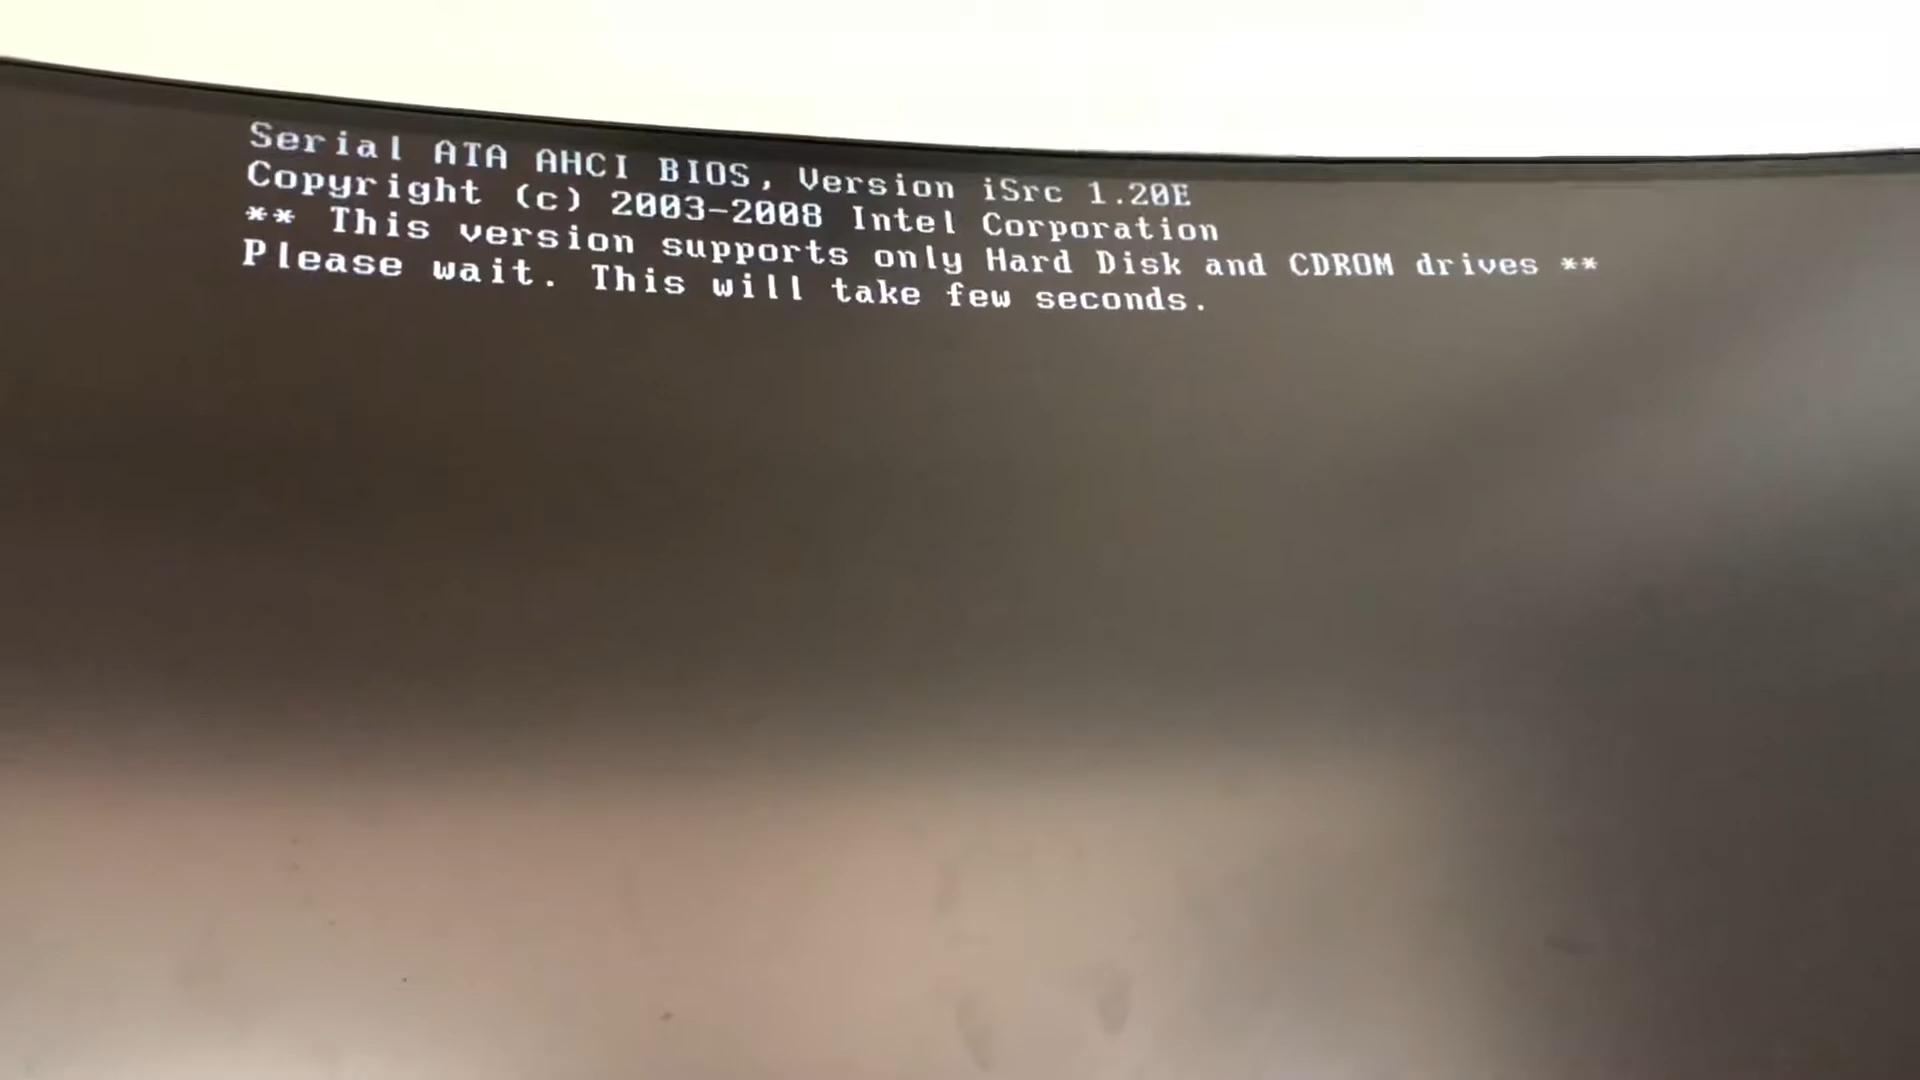 Serial ATA AHCI BIOS, Version iSrc 1.20E
Copyright (c) 2003-2008 Intel Corporation
** This version supports only Hard Disk and CDROM drives **
Please wait. This will take few seconds.